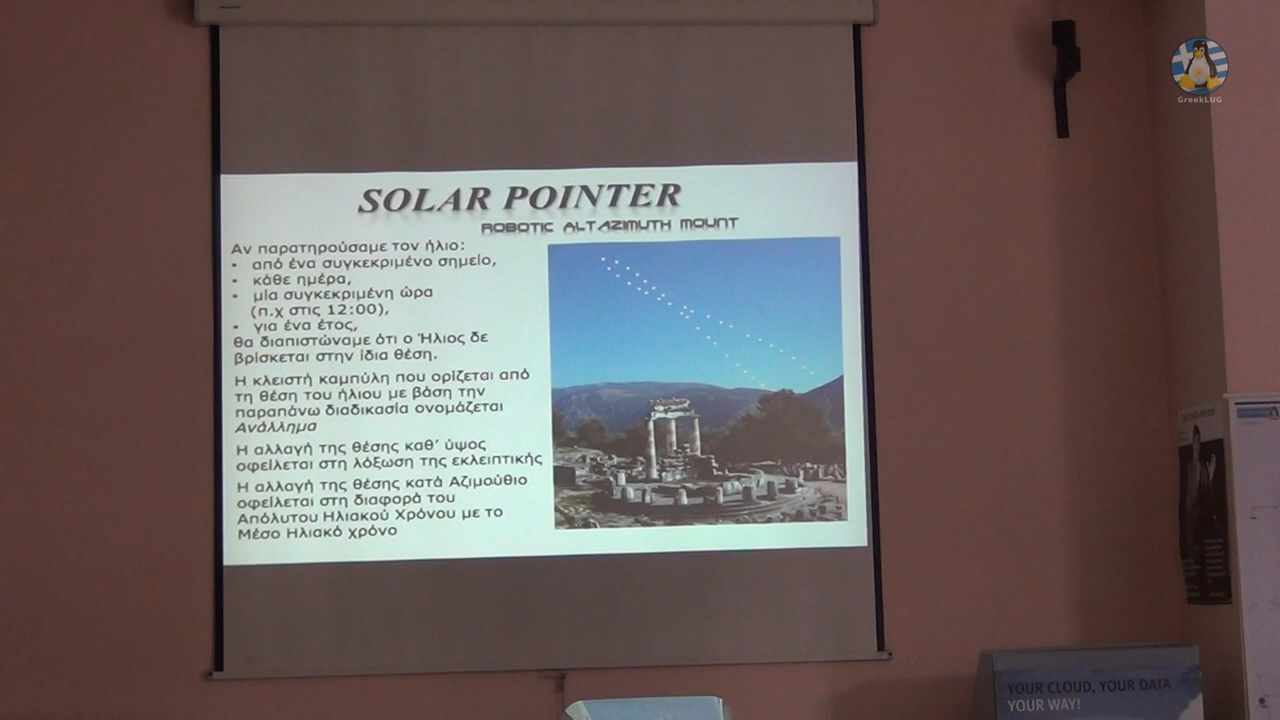 GreekLUG
SOLAR POINTER
ROBOTIC ALTAZIMUTH MOUNT
Αν παρατηρούσαμε τον ήλιο:
• από ένα συγκεκριμένο σημείο,
• κάθε ημέρα,
• μία συγκεκριμένη ώρα
(π.χ στις 12:00),
• για ένα έτος,
θα διαπιστώναμε ότι ο Ήλιος δε
βρίσκεται στην ίδια θέση.
Η κλειστή καμπύλη που ορίζεται από
τη θέση του ήλιου με βάση την
παραπάνω διαδικασία ονομάζεται
Ανάλλημα
Η αλλαγή της θέσης καθ' ύψος
οφείλεται στη λόξωση της εκλειπτικής
Η αλλαγή της θέσης κατά Αζιμούθιο
οφείλεται στη διαφορά του
Απόλυτου Ηλιακού Χρόνου με το
Μέσο Ηλιακό χρόνο
YOUR CLOUD, YOUR DATA
YOUR WAY!